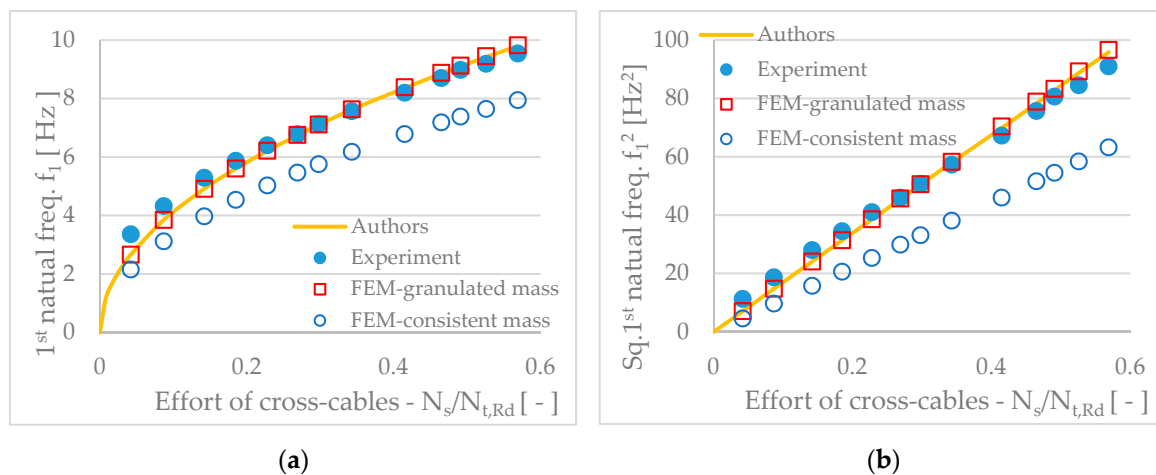 10
8
6
4
2
0
0
0.2
0.4
0.6
1st natural freq. f1 [ Hz ]
Effort of cross-cables - Ns/Nt,Rd [ - ]
Authors
Experiment
FEM-granulated mass
FEM-consistent mass
(a)
100
80
60
40
20
0
0
0.2
0.4
0.6
Sq.1st natural freq. f1² [Hz²]
Effort of cross-cables - Ns/Nt,Rd [ - ]
Authors
Experiment
FEM-granulated mass
FEM-consistent mass
(b)